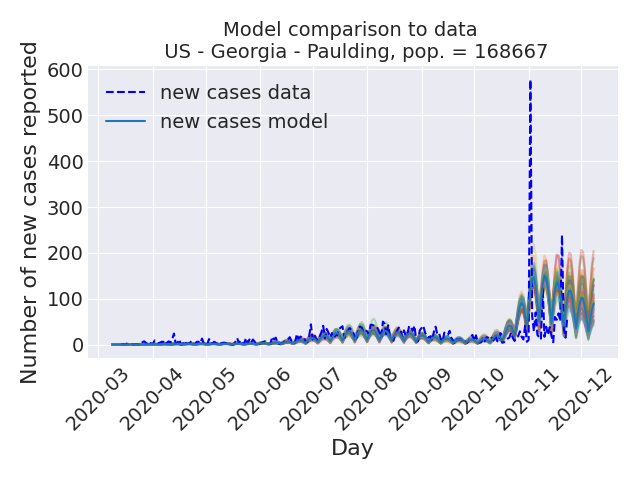 Model comparison to data
US - Georgia - Paulding, pop. = 168667
Number of new cases reported
600
500
400
300
200
100
0
new cases data
new cases model
2020-03
2020-04
2020-05
2020-06
2020-07
2020-08
2020-09
2020-10
2020-11
2020-12
Day